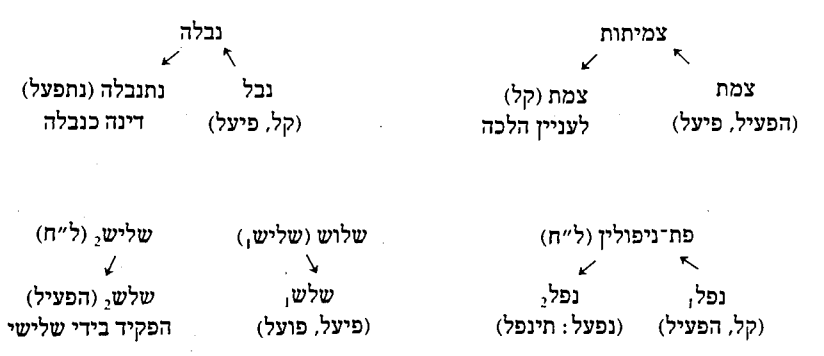 צמיתות
צמת
(הפעיל, פיעל)
צמת (קל)
לעניין הלכה
נבלה
נבל
(קל, פיעל)
נתנבלה (נתפעל)
דינה כנבלה
פת־ניפולין (ל״ח)
נפל₁
(קל, הפעיל)
נפל₂
(נפעל: תינפל)
שלוש (שליש₁)
שלש₁
(פיעל, פועל)
שליש₂ (ל״ח)
שלש₂ (הפעיל)
הפקיד בידי שלישי